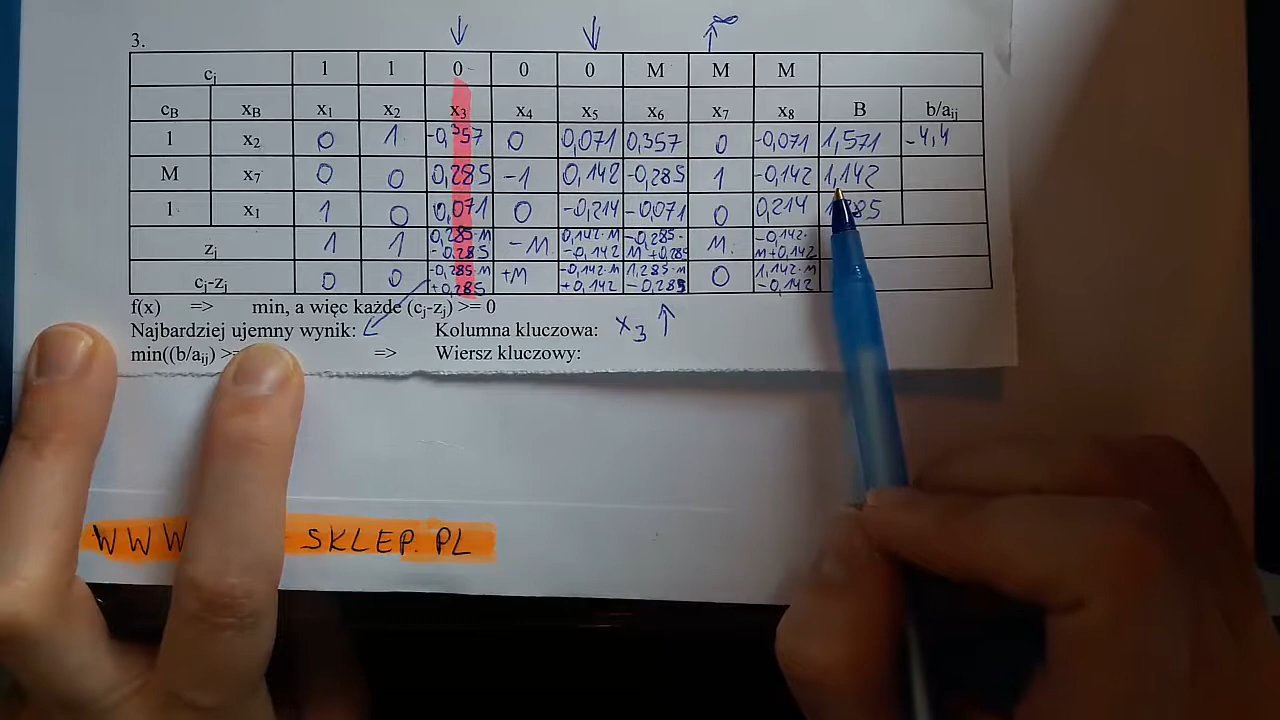 3.
∞
cj 1 1 0 0 0 M M M
cB xB x1 x2 x3 x4 x5 x6 x7 x8 B b/aij
1 x2 0 1 -0,357 0 0,071 0,357 0 -0,071 1,571 -4,4
M x7 0 0 0,285 -1 0,142 -0,285 1 -0,142 1,142
1 x1 1 0 0,071 0 -0,214 -0,071 0 0,214
zj 1 1 0,285·M -0,285 -M 0,142·M -0,142 -0,285· M+0,285 M -0,142· M+0,142
cj-zj 0 0 -0,285·M +0,285 +M -0,142·M +0,142 1,285·M -0,285 0 1,142·M -0,142
f(x) => min, a więc każde (cj-zj) >= 0
Najbardziej ujemny wynik: Kolumna kluczowa: x3
min((b/aij) > => Wiersz kluczowy:
WWW SKLEP.PL